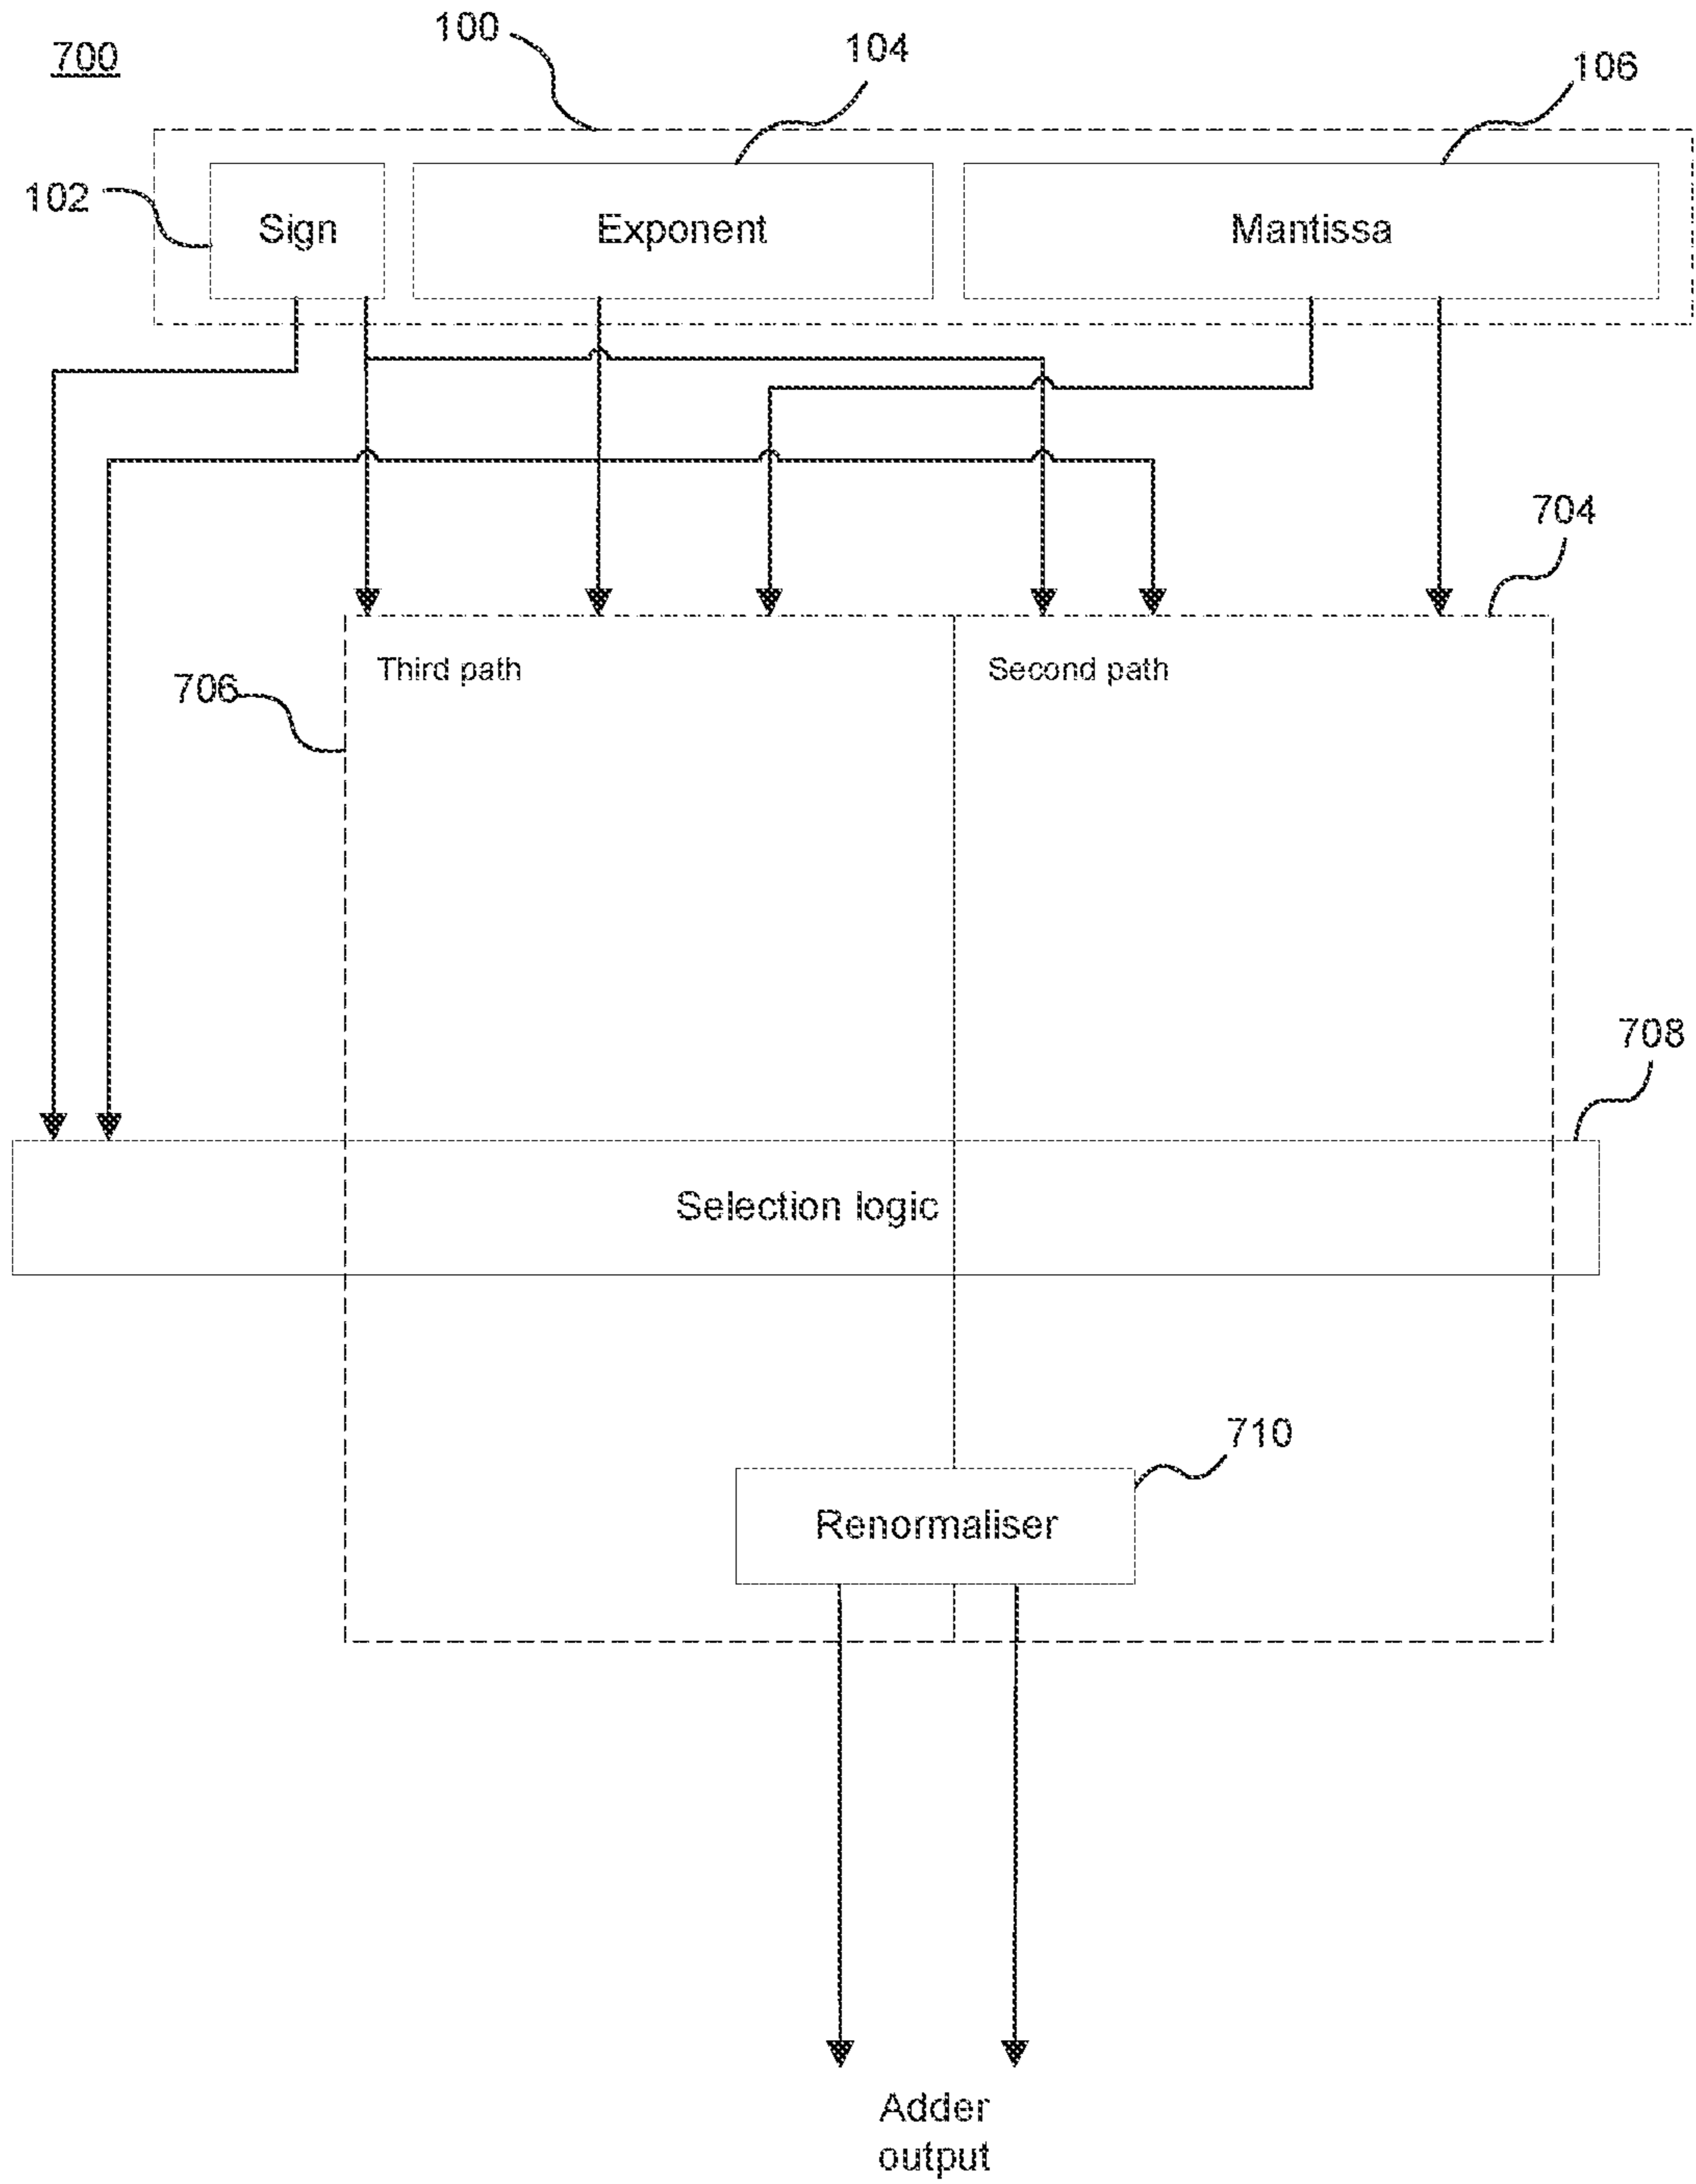 700
100
104
106
102
Sign
Exponent
Mantissa
704
Third path
Second path
706
708
Selection logic
710
Renormaliser
Adder
output